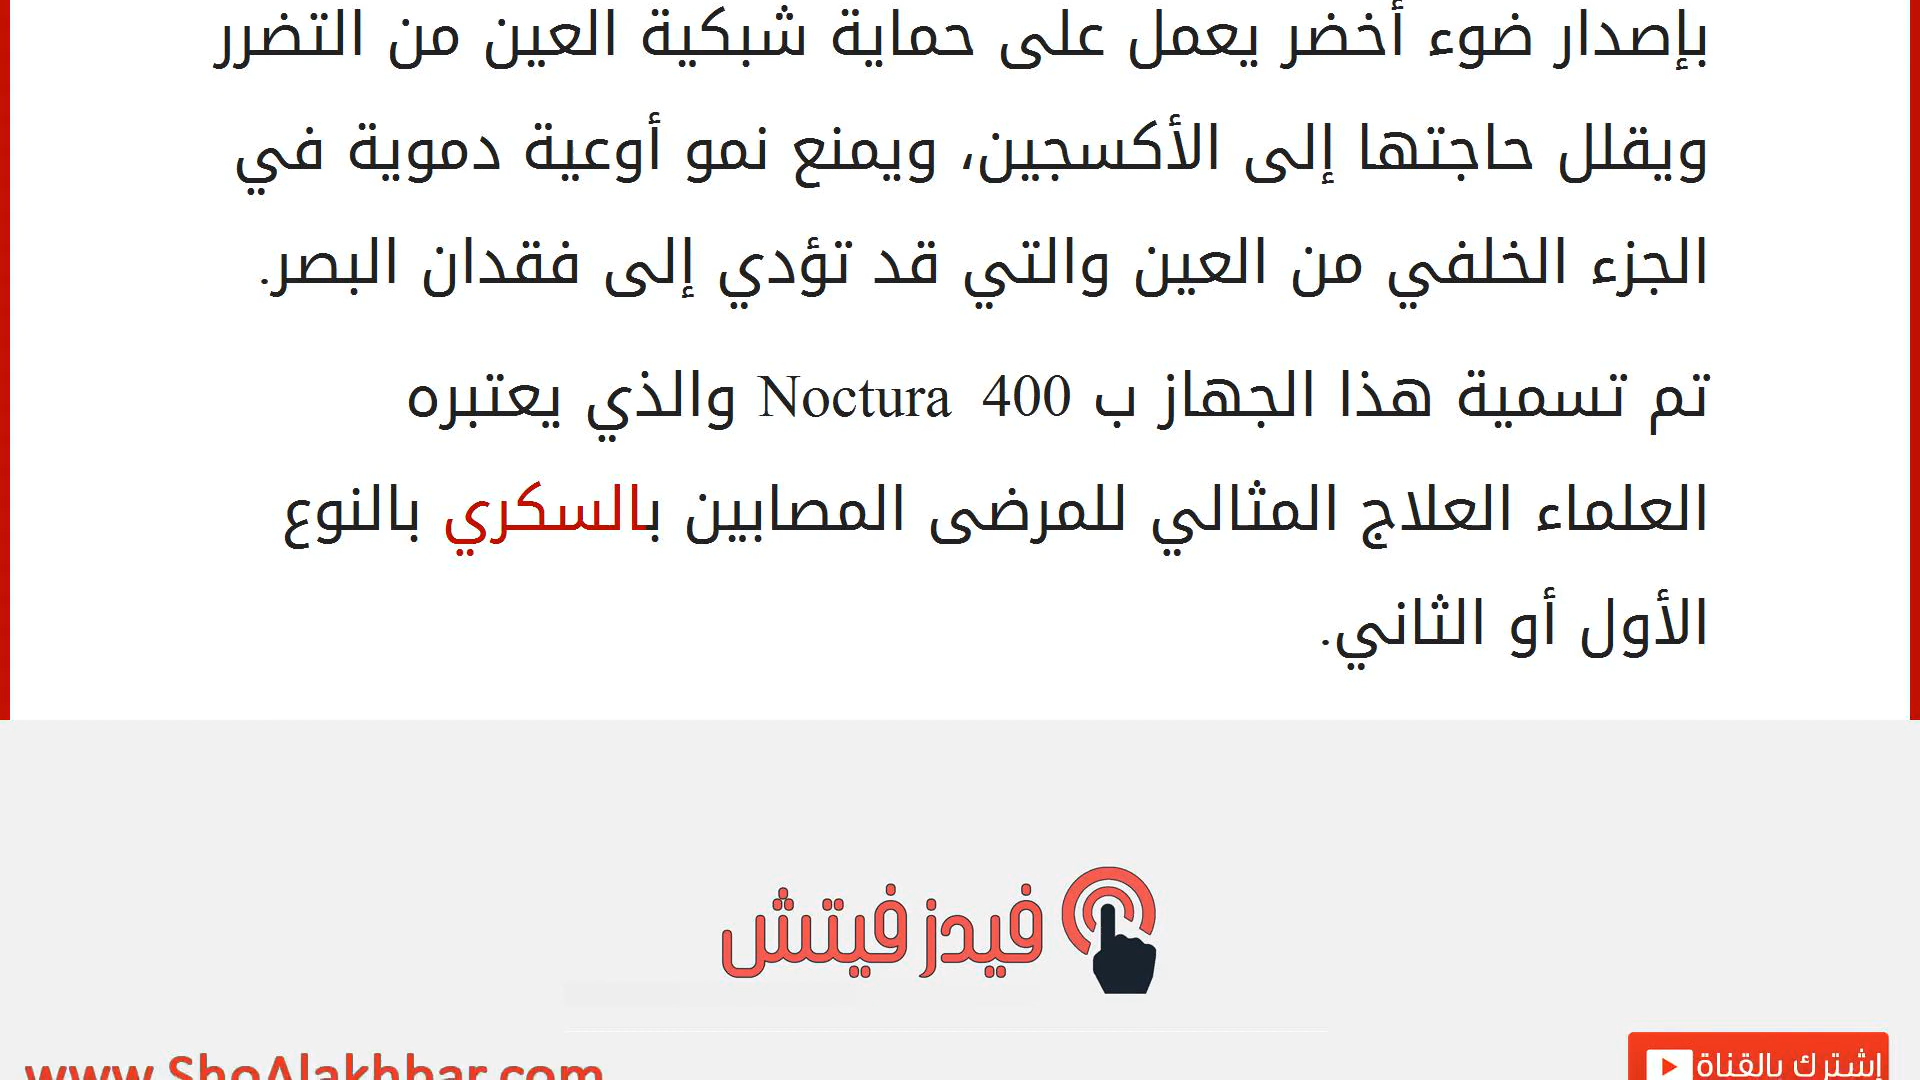 بإصدار ضوء أخضر يعمل على حماية شبكية العين من التضرر
ويقلل حاجتها إلى الأكسجين، ويمنع نمو أوعية دموية في
الجزء الخلفي من العين والتي قد تؤدي إلى فقدان البصر.
تم تسمية هذا الجهاز ب Noctura 400 والذي يعتبره
العلماء العلاج المثالي للمرضى المصابين بالسكري بالنوع
الأول أو الثاني.
فيدز فيتش
www.ShoAlakhbar.com
إشترك بالقناة